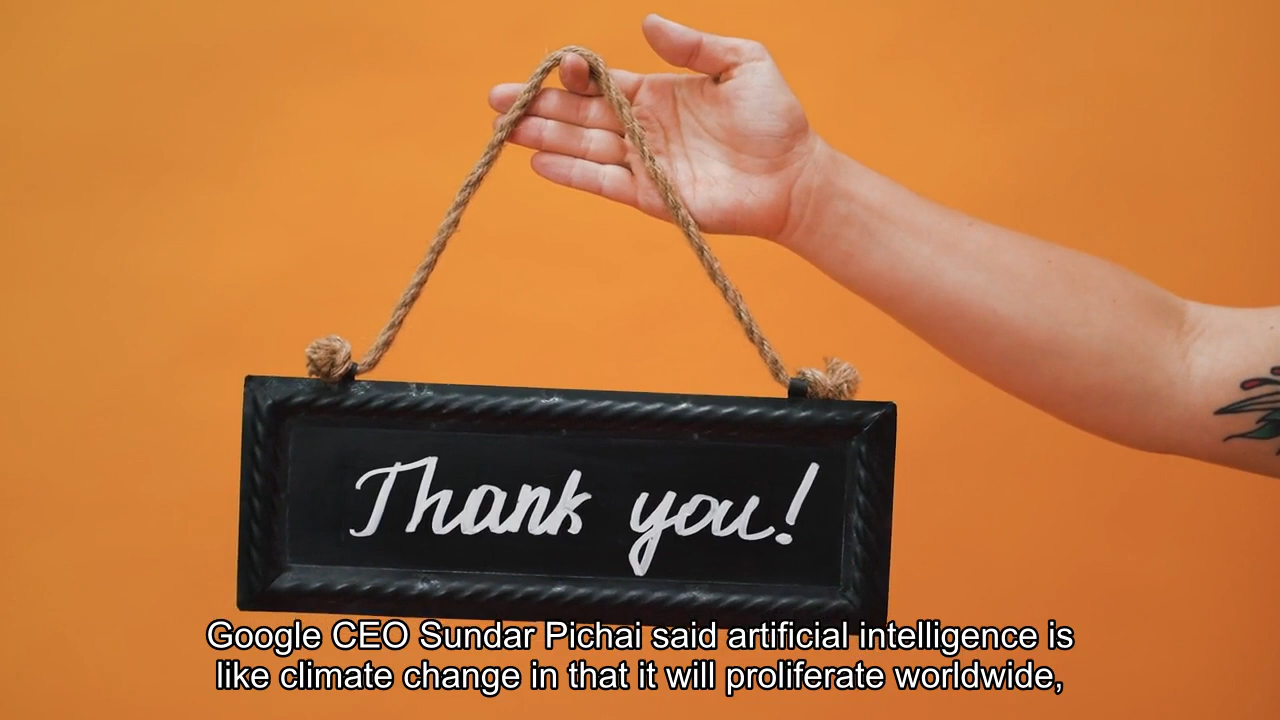 Thank you!
Google CEO Sundar Pichai said artificial intelligence is
like climate change in that it will proliferate worldwide,